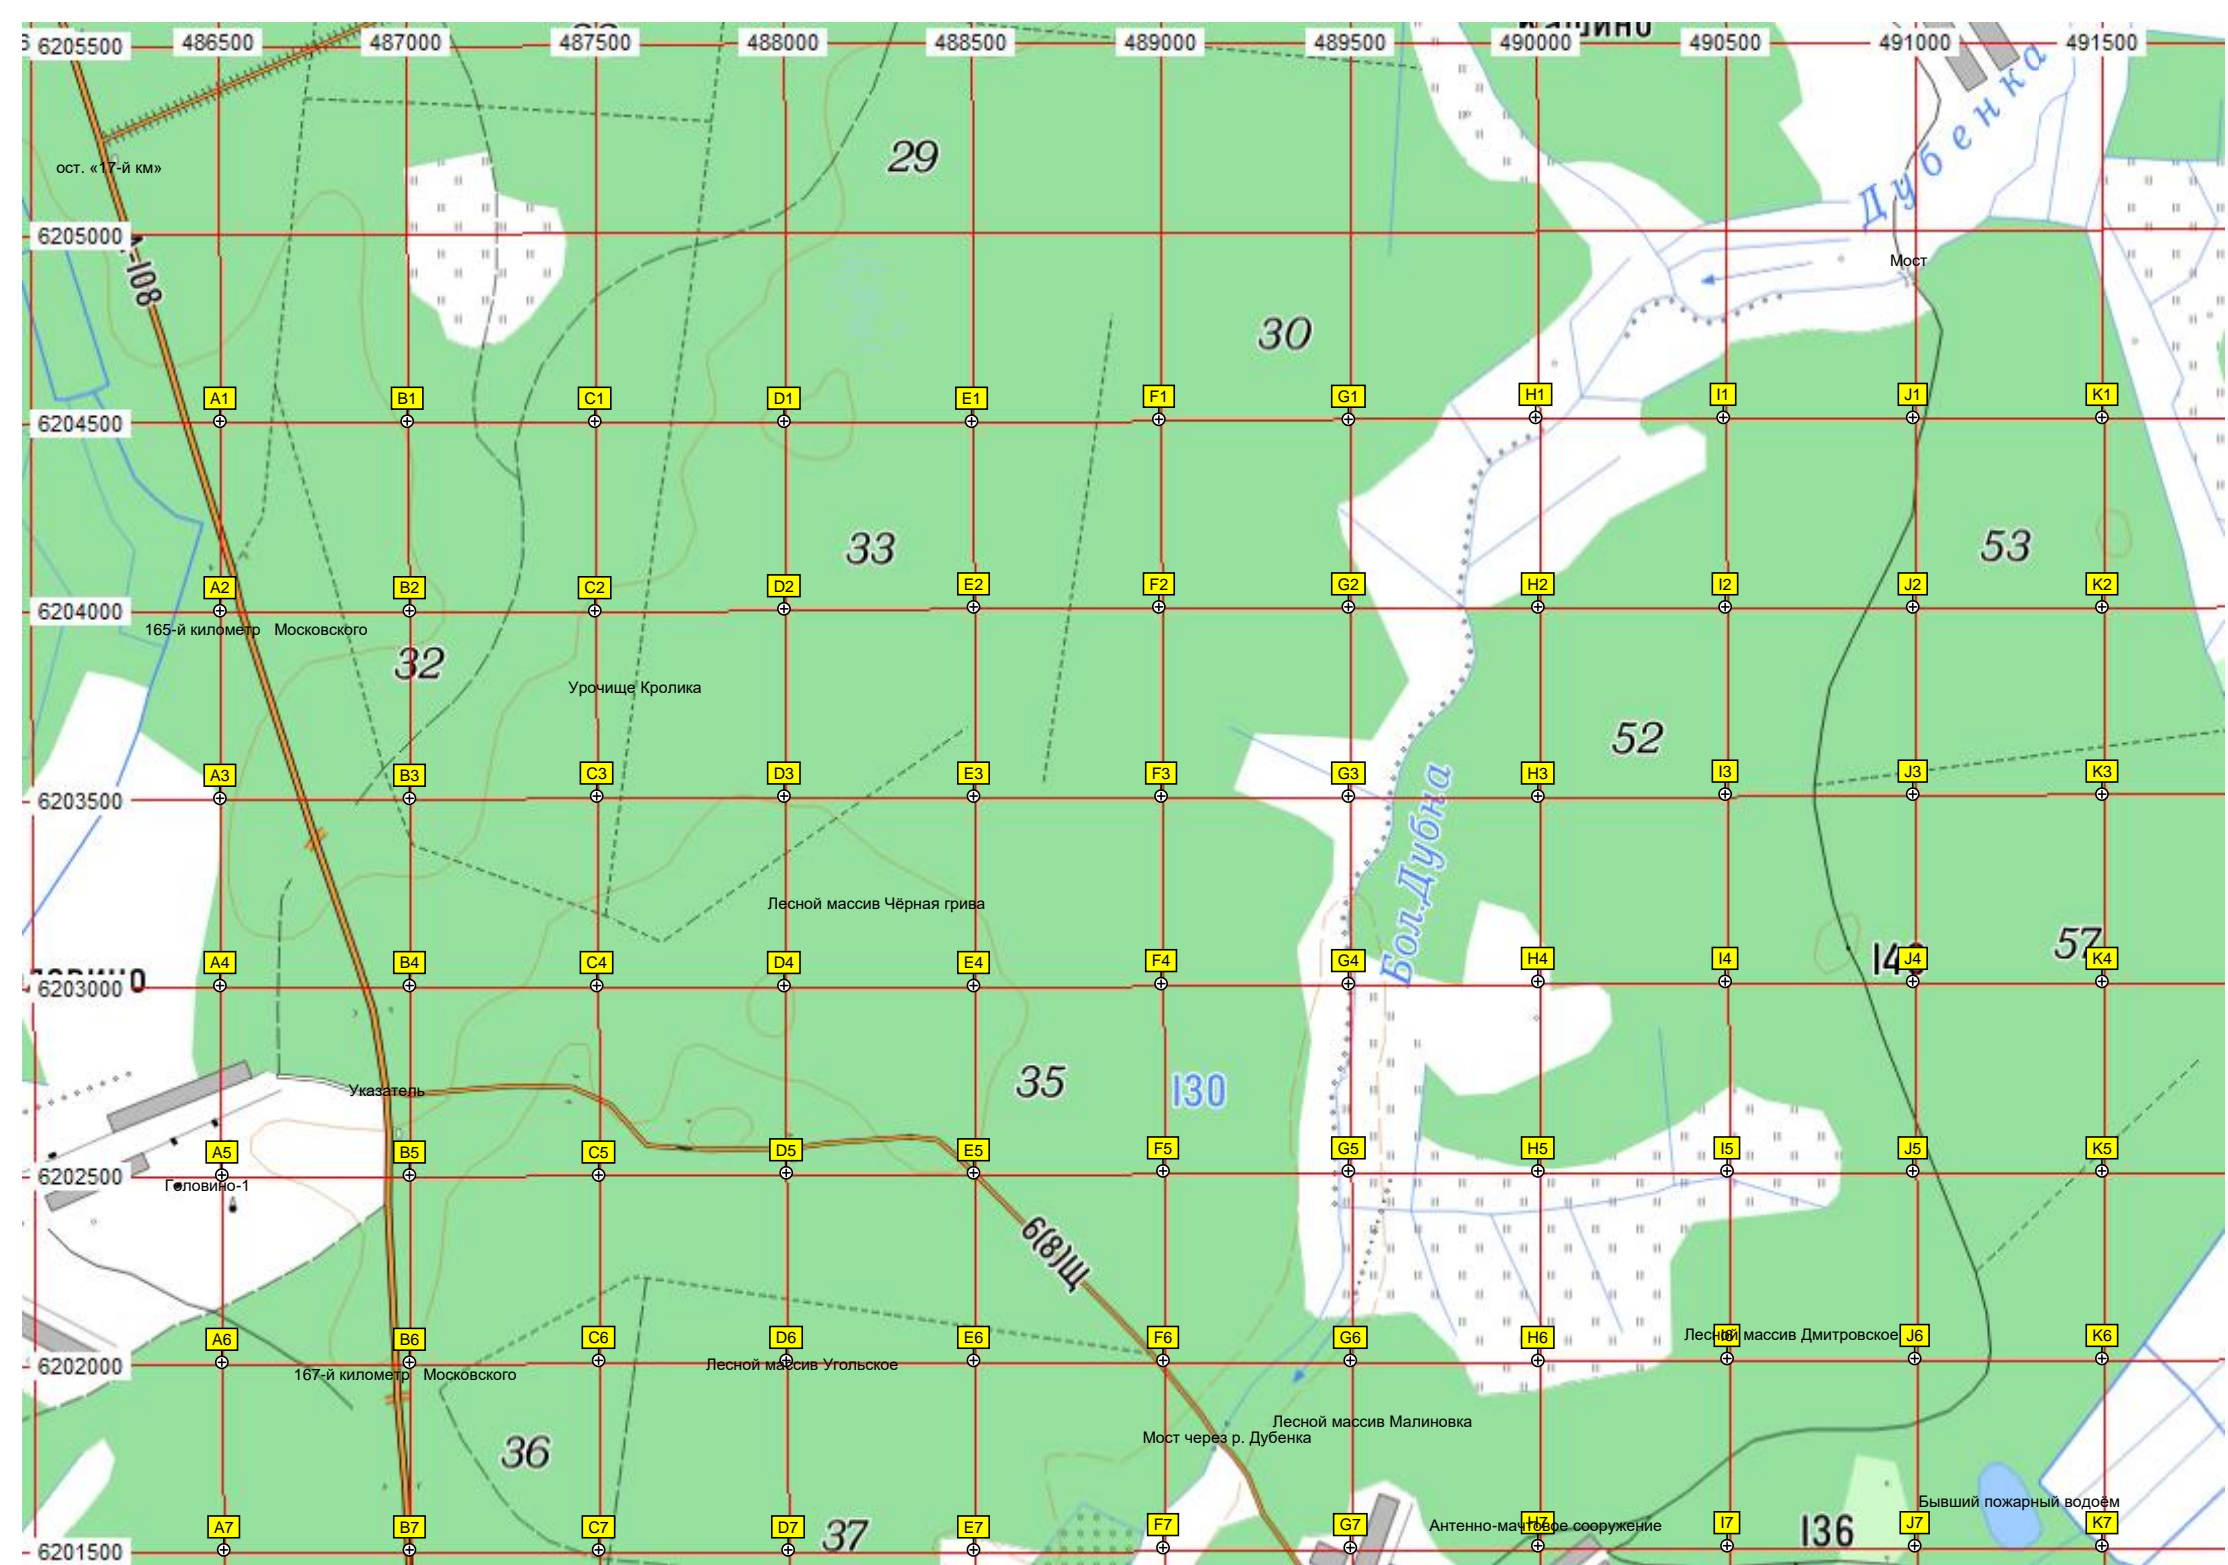 6205500 486500 487000 487500 488000 488500 489000 489500 490000 490500 491000 491500
Дубенка
29
ост. «17-й км»
6205000
Мост
30
A1 B1 C1 D1 E1 F1 G1 H1 I1 J1 K1
6204500
33
53
A2 B2 C2 D2 E2 F2 G2 H2 I2 J2 K2
6204000
165-й километр Московского
32
Урочище Кролика
52
A3 B3 C3 D3 E3 F3 G3 H3 I3 J3 K3
6203500
Бол.Дубна
Лесной массив Чёрная грива
57
A4 B4 C4 D4 E4 F4 G4 H4 I4 J4 K4
6203000
35
130
Указатель
A5 B5 C5 D5 E5 F5 G5 H5 I5 J5 K5
6202500
Головино-1
6(8)Щ
A6 B6 C6 D6 E6 F6 G6 H6 I6 J6 K6
Лесной массив Дмитровское
6202000
Лесной массив Угольское
167-й километр Московского
Лесной массив Малиновка
Мост через р. Дубенка
36
Бывший пожарный водоём
A7 B7 C7 D7 E7 F7 G7 H7 I7 J7 K7
Антенно-мачтовое сооружение
37
136
6201500